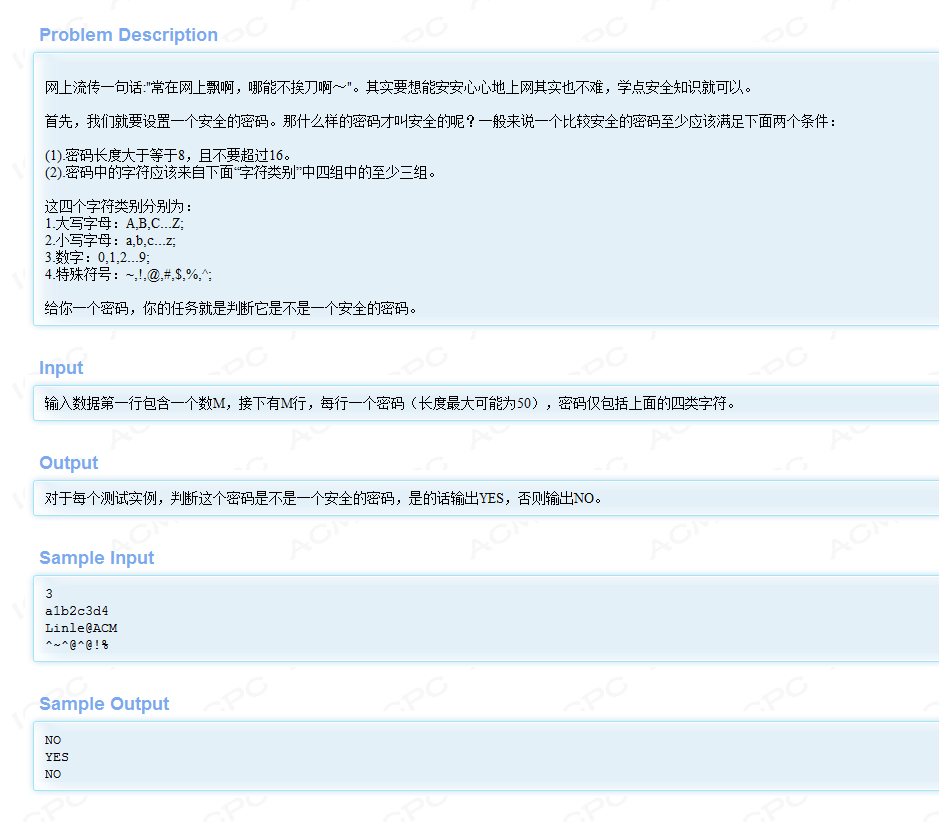 Problem Description
网上流传一句话:"常在网上飘啊，哪能不挨刀啊～"。其实要想能安安心心地上网其实也不难，学点安全知识就可以。
首先，我们就要设置一个安全的密码。那什么样的密码才叫安全的呢？一般来说一个比较安全的密码至少应该满足下面两个条件：
(1).密码长度大于等于8，且不要超过16。
(2).密码中的字符应该来自下面“字符类别”中四组中的至少三组。
这四个字符类别分别为：
1.大写字母：A,B,C...Z;
2.小写字母：a,b,c...z;
3.数字：0,1,2...9;
4.特殊符号：~,!,@,#,$,%,^;
给你一个密码，你的任务就是判断它是不是一个安全的密码。
Input
输入数据第一行包含一个数M，接下有M行，每行一个密码（长度最大可能为50），密码仅包括上面的四类字符。
Output
对于每个测试实例，判断这个密码是不是一个安全的密码，是的话输出YES，否则输出NO。
Sample Input
3
a1b2c3d4
Linle@ACM
^~^@^@!%
Sample Output
NO
YES
NO